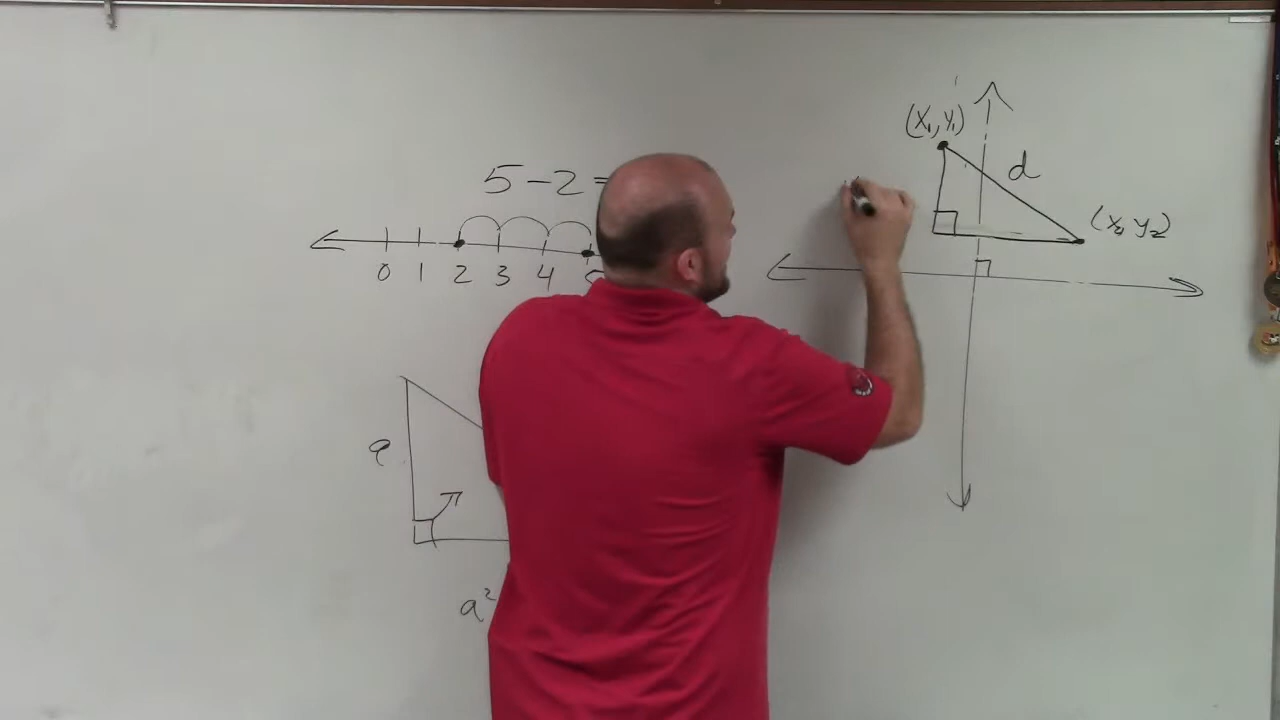 5-2=
0 1 2 3 4
a
a²
(x₁, y₁)
d
(x₂ y₂)